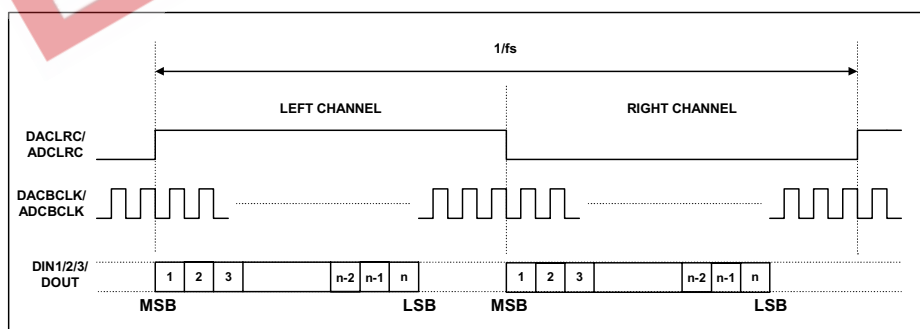 1/fs
LEFT CHANNEL
RIGHT CHANNEL
DACLRC/
ADCLRC
DACBCLK/
ADCBCLK
DIN1/2/3/
DOUT
1 2 3 n-2 n-1 n 1 2 3 n-2 n-1 n
MSB LSB MSB LSB